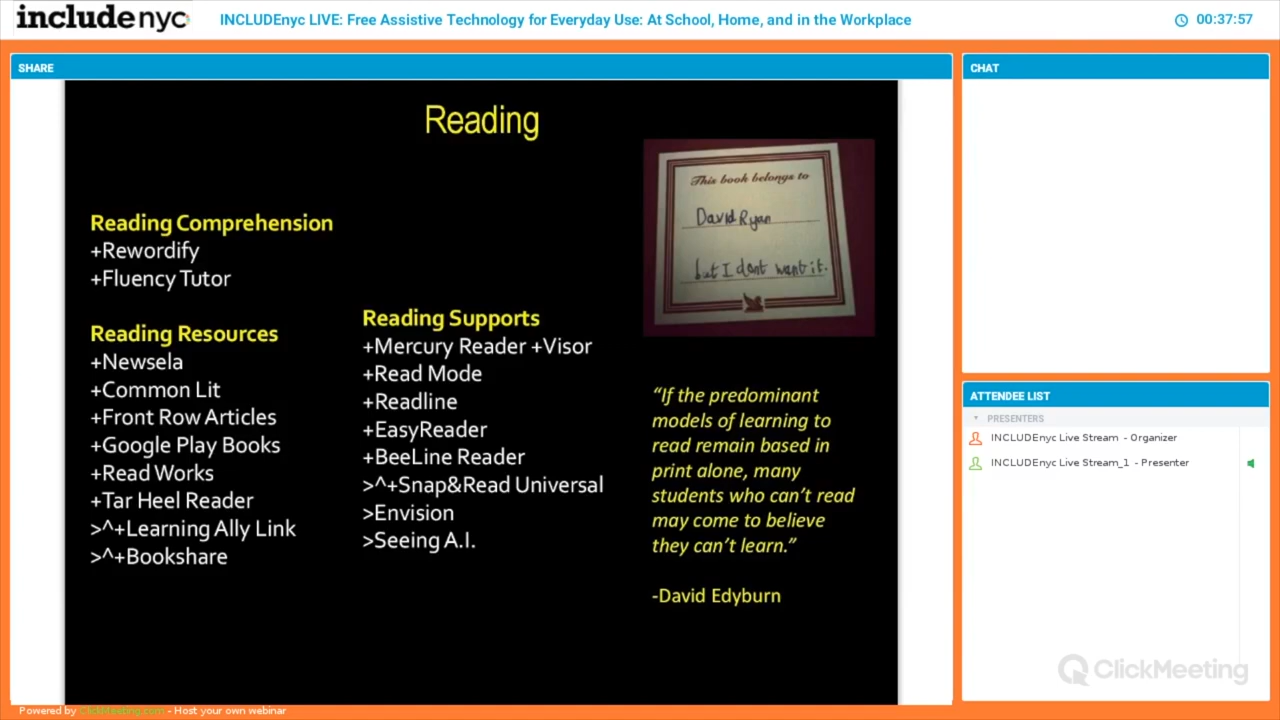 includenyc
INCLUDEnyc LIVE: Free Assistive Technology for Everyday Use: At School, Home, and in the Workplace
00:37:57
SHARE
Reading
Reading Comprehension
+Rewordify
+Fluency Tutor
Reading Resources
+Newsela
+Common Lit
+Front Row Articles
+Google Play Books
+Read Works
+Tar Heel Reader
>^+Learning Ally Link
>^+Bookshare
Reading Supports
+Mercury Reader +Visor
+Read Mode
+Readline
+EasyReader
+BeeLine Reader
>^+Snap&Read Universal
>Envision
>Seeing A.I.
This book belongs to
David Ryan
but I dont want it.
“If the predominant
models of learning to
read remain based in
print alone, many
students who can’t read
may come to believe
they can’t learn.”
-David Edyburn
CHAT
ATTENDEE LIST
PRESENTERS
INCLUDEnyc Live Stream - Organizer
INCLUDEnyc Live Stream_1 - Presenter
ClickMeeting
Powered by ClickMeeting.com - Host your own webinar